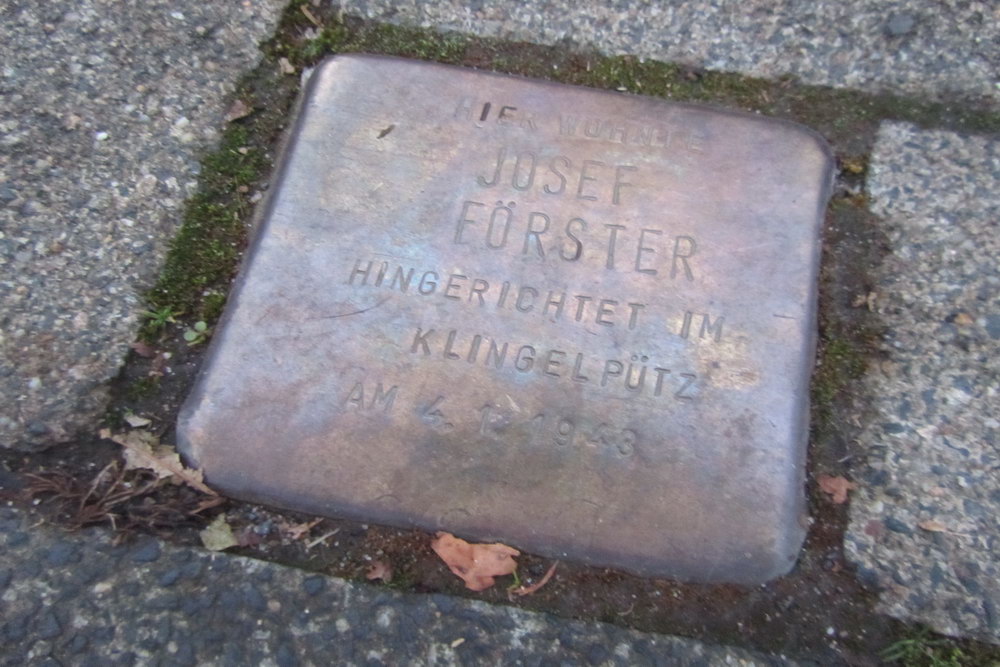 HIER WOHNTE
JOSEF
FÖRSTER
HINGERICHTET IM
KLINGELPÜTZ
AM 4. 1. 1943